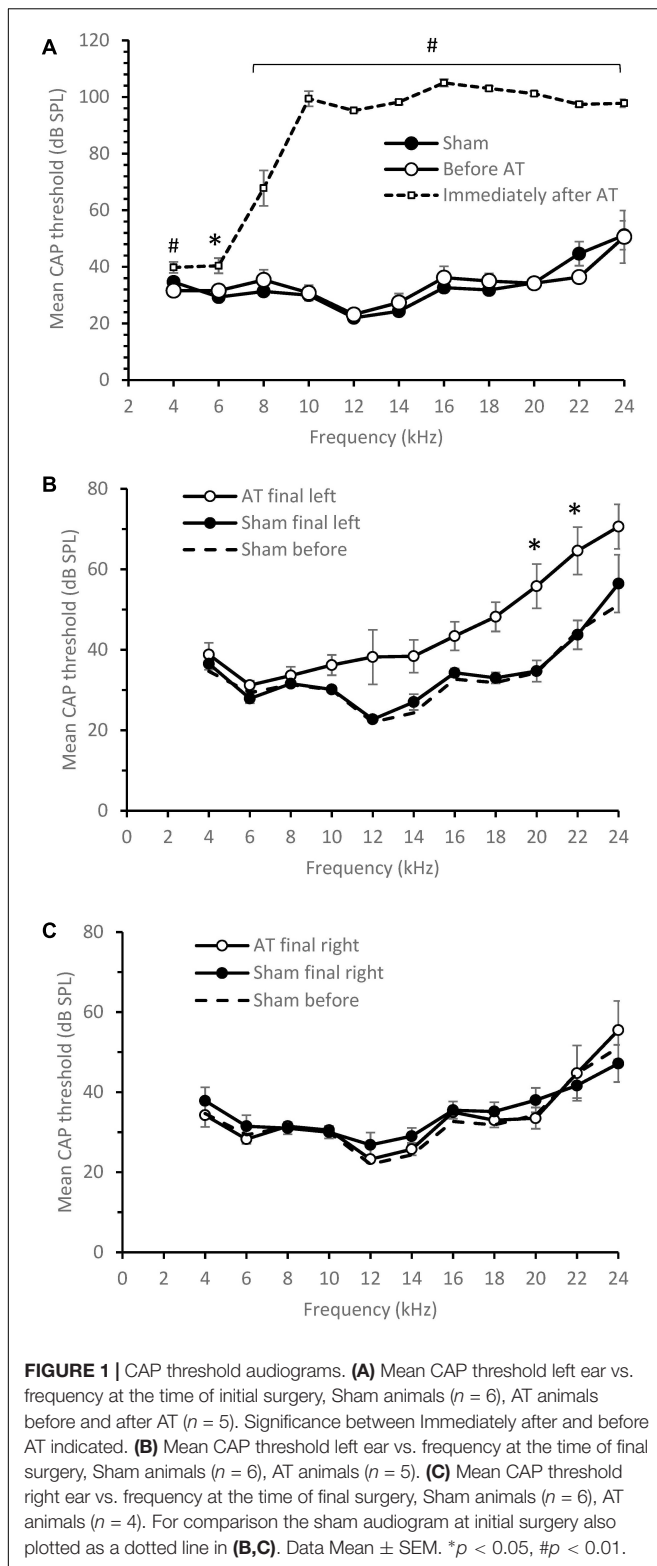 A
120
100
80
60
40
20
0
Mean CAP threshold (dB SPL)
#
#
*
Sham
Before AT
Immediately after AT
2 4 6 8 10 12 14 16 18 20 22 24
Frequency (kHz)
B
80
60
40
20
0
Mean CAP threshold (dB SPL)
AT final left
Sham final left
Sham before
* *
0 2 4 6 8 10 12 14 16 18 20 22 24
Frequency (kHz)
C
80
60
40
20
0
Mean CAP threshold (dB SPL)
AT final right
Sham final right
Sham before
0 2 4 6 8 10 12 14 16 18 20 22 24
Frequency (kHz)
FIGURE 1 | CAP threshold audiograms. (A) Mean CAP threshold left ear vs.
frequency at the time of initial surgery, Sham animals (n = 6), AT animals
before and after AT (n = 5). Significance between Immediately after and before
AT indicated. (B) Mean CAP threshold left ear vs. frequency at the time of final
surgery, Sham animals (n = 6), AT animals (n = 5). (C) Mean CAP threshold
right ear vs. frequency at the time of final surgery, Sham animals (n = 6), AT
animals (n = 4). For comparison the sham audiogram at initial surgery also
plotted as a dotted line in (B,C). Data Mean ± SEM. *p < 0.05, #p < 0.01.